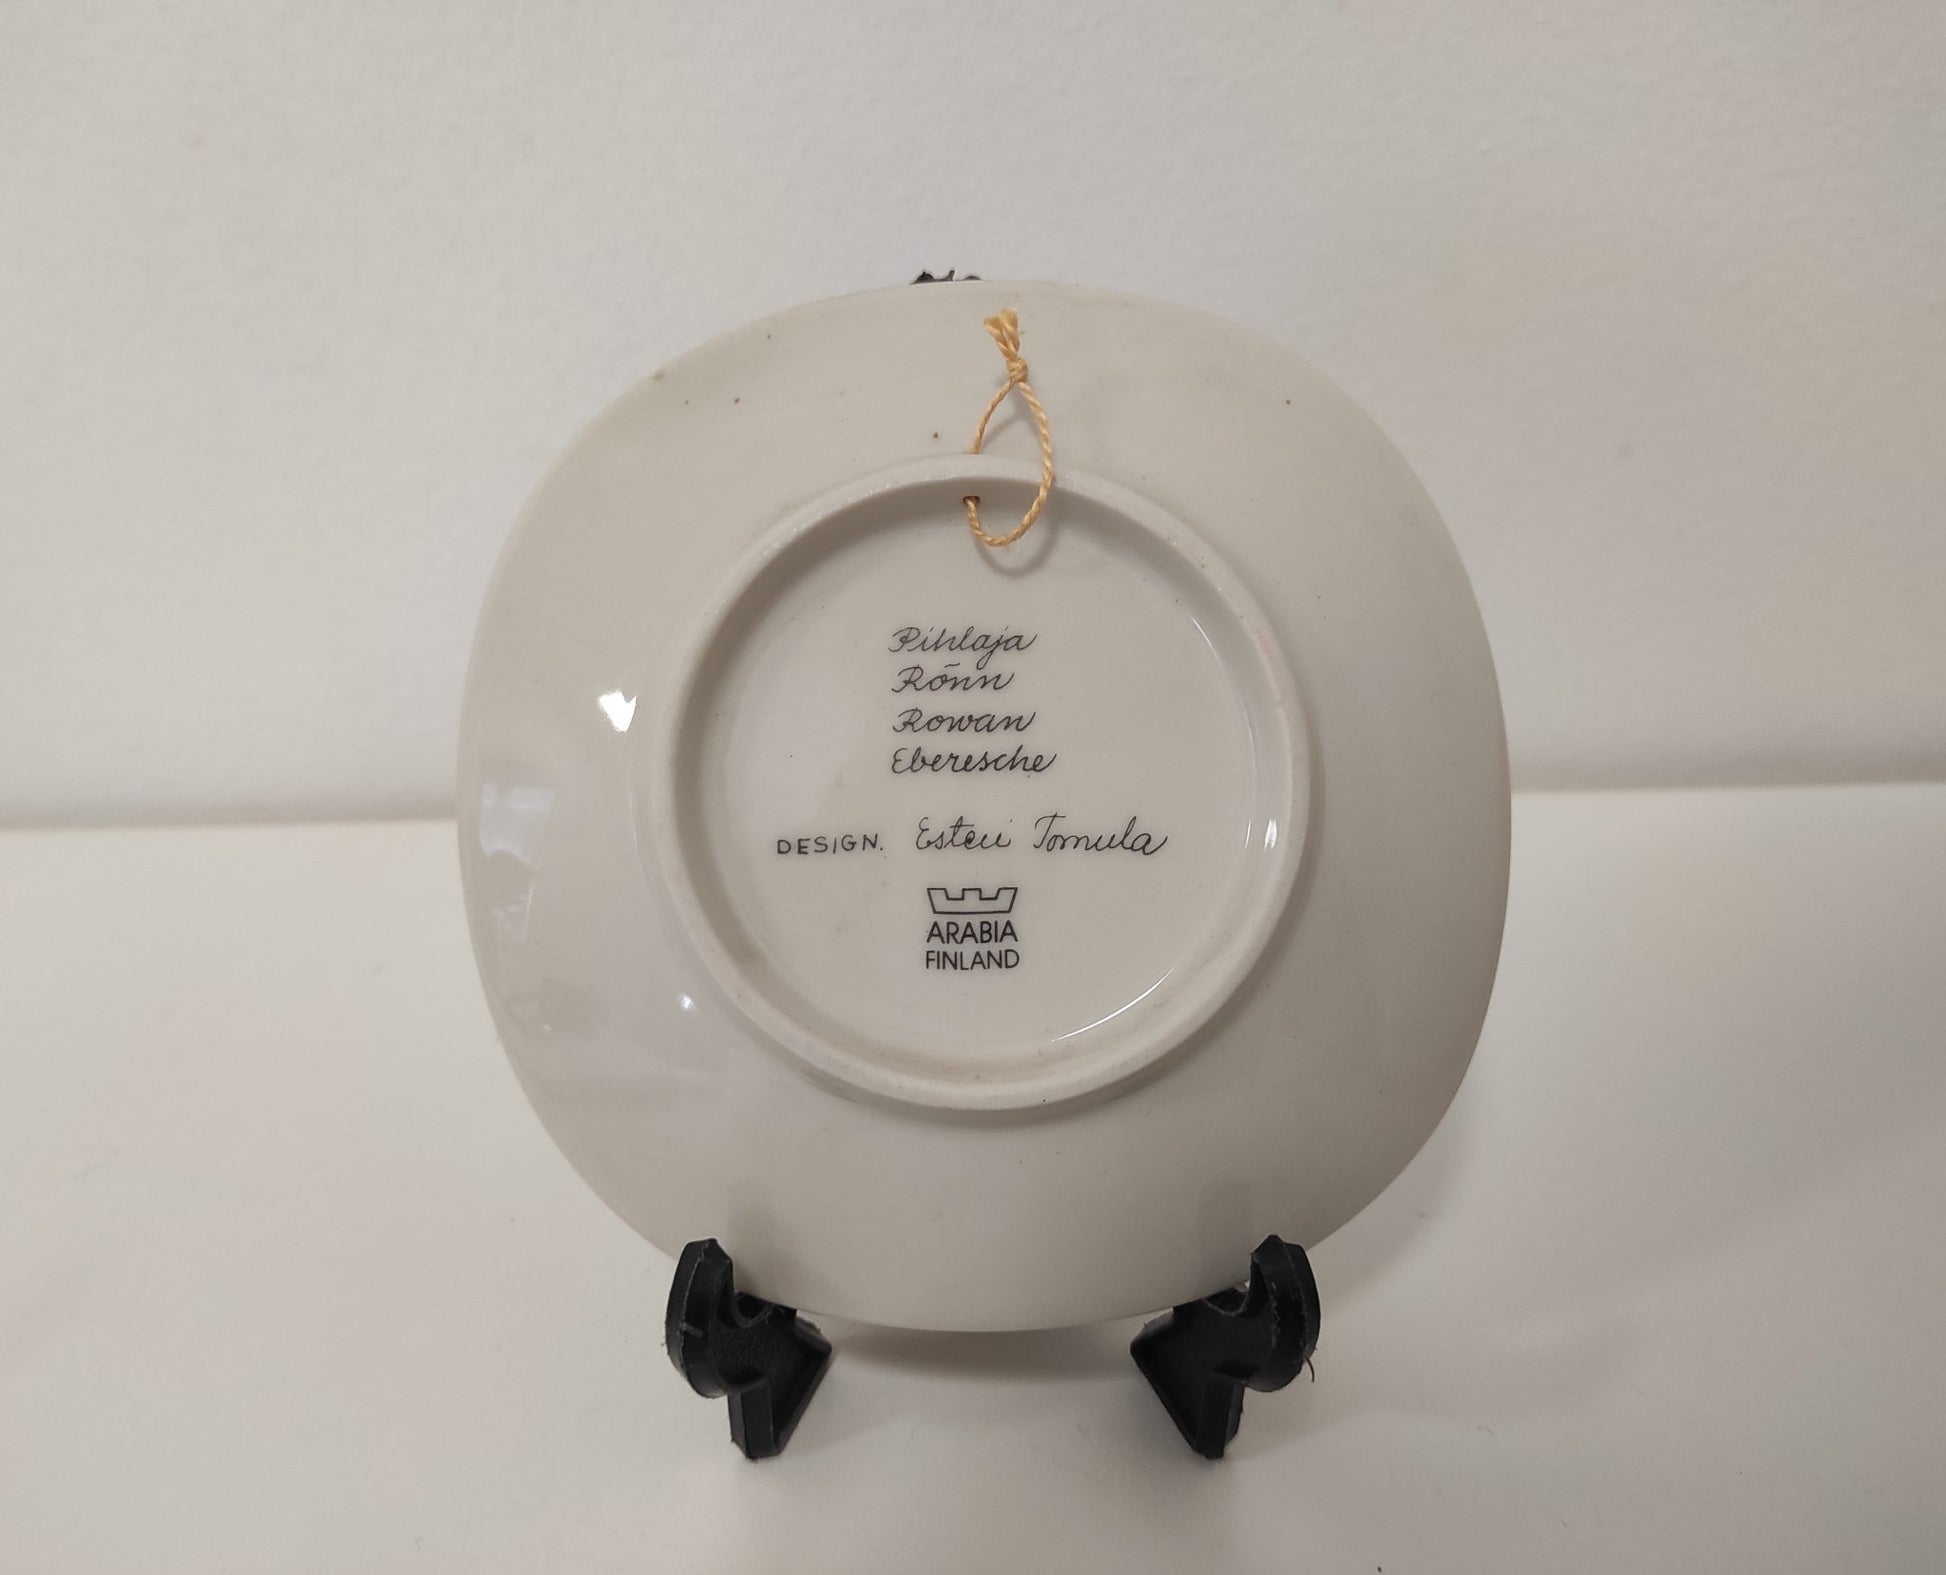 Pihlaja
Rönn
Rowan
Eberesche
DESIGN. Esteri Tomula
ARABIA
FINLAND